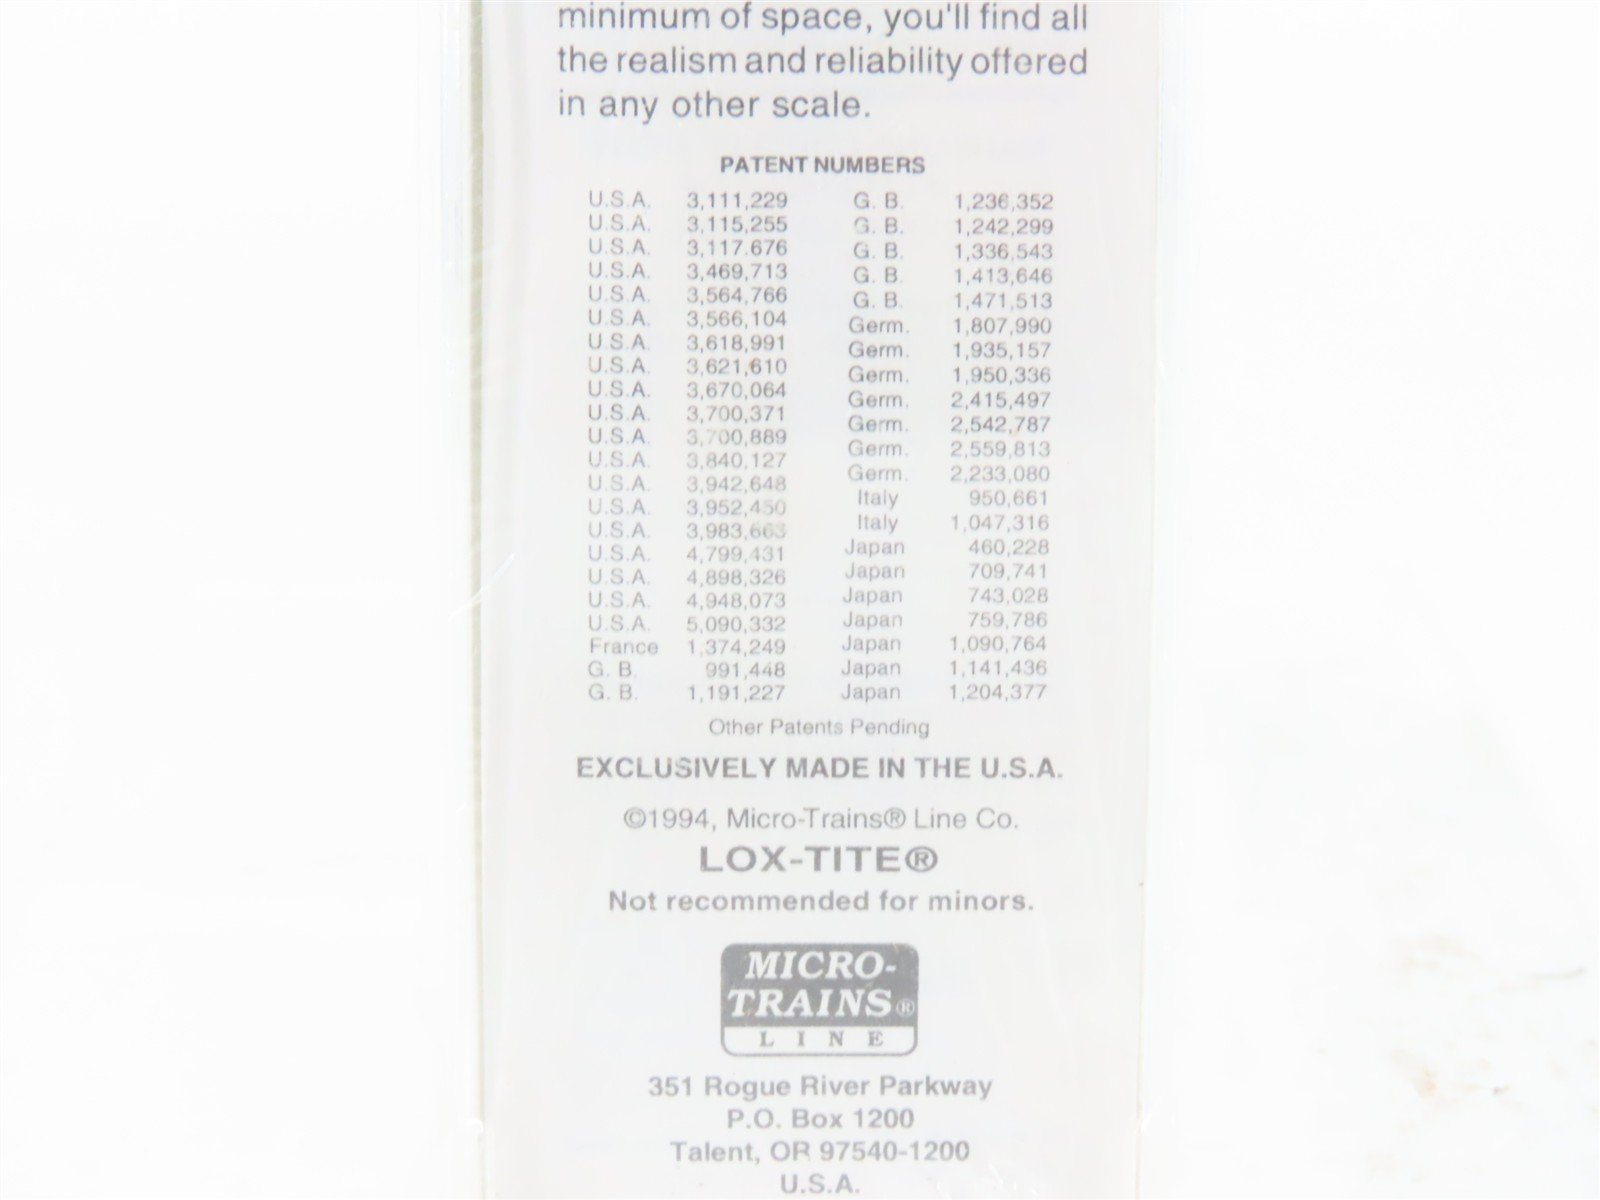 minimum of space, you'll find all
the realism and reliability offered
in any other scale.
PATENT NUMBERS
U.S.A. 3,111,229
U.S.A. 3,115,255
U.S.A. 3,117.676
U.S.A. 3,469,713
U.S.A. 3,564,766
U.S.A. 3,566,104
U.S.A. 3,618,991
U.S.A. 3,621,610
U.S.A. 3,670,064
U.S.A. 3,700,371
U.S.A. 3,700,889
U.S.A. 3,840,127
U.S.A. 3,942,648
U.S.A. 3,952,450
U.S.A. 3,983,663
U.S.A. 4,799,431
U.S.A. 4,898,326
U.S.A. 4,948,073
U.S.A. 5,090,332
France 1,374,249
G. B. 991,448
G. B. 1,191,227
G. B. 1,236,352
G. B. 1,242,299
G. B. 1,336,543
G. B. 1,413,646
G. B. 1,471,513
Germ. 1,807,990
Germ. 1,935,157
Germ. 1,950,336
Germ. 2,415,497
Germ. 2,542,787
Germ. 2,559,813
Germ. 2,233,080
Italy 950,661
Italy 1,047,316
Japan 460,228
Japan 709,741
Japan 743,028
Japan 759,786
Japan 1,090,764
Japan 1,141,436
Japan 1,204,377
Other Patents Pending
EXCLUSIVELY MADE IN THE U.S.A.
©1994, Micro-Trains® Line Co.
LOX-TITE®
Not recommended for minors.
MICRO-
TRAINS®
LINE
351 Rogue River Parkway
P.O. Box 1200
Talent, OR 97540-1200
U.S.A.